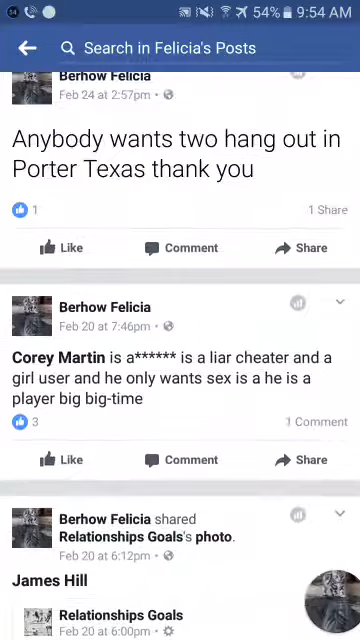 54% 9:54 AM
Search in Felicia's Posts
Berhow Felicia
Feb 24 at 2:57pm •
Anybody wants two hang out in
Porter Texas thank you
1 1 Share
Like Comment Share
Berhow Felicia
Feb 20 at 7:46pm •
Corey Martin is a****** is a liar cheater and a
girl user and he only wants sex is a he is a
player big big-time
3 1 Comment
Like Comment Share
Berhow Felicia shared
Relationships Goals's photo.
Feb 20 at 6:12pm •
James Hill
Relationships Goals
Feb 20 at 6:00pm •